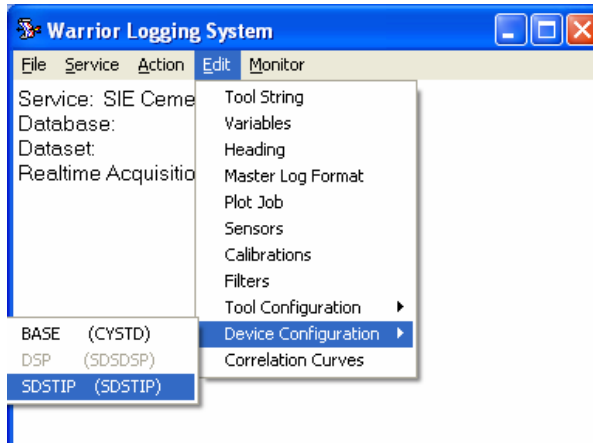 Warrior Logging System
File Service Action Edit Monitor
Service: SIE Ceme
Database:
Dataset:
Realtime Acquisitio
Tool String
Variables
Heading
Master Log Format
Plot Job
Sensors
Calibrations
Filters
Tool Configuration
Device Configuration
Correlation Curves
BASE (CYSTD)
DSP (SDSDSP)
SDSTIP (SDSTIP)